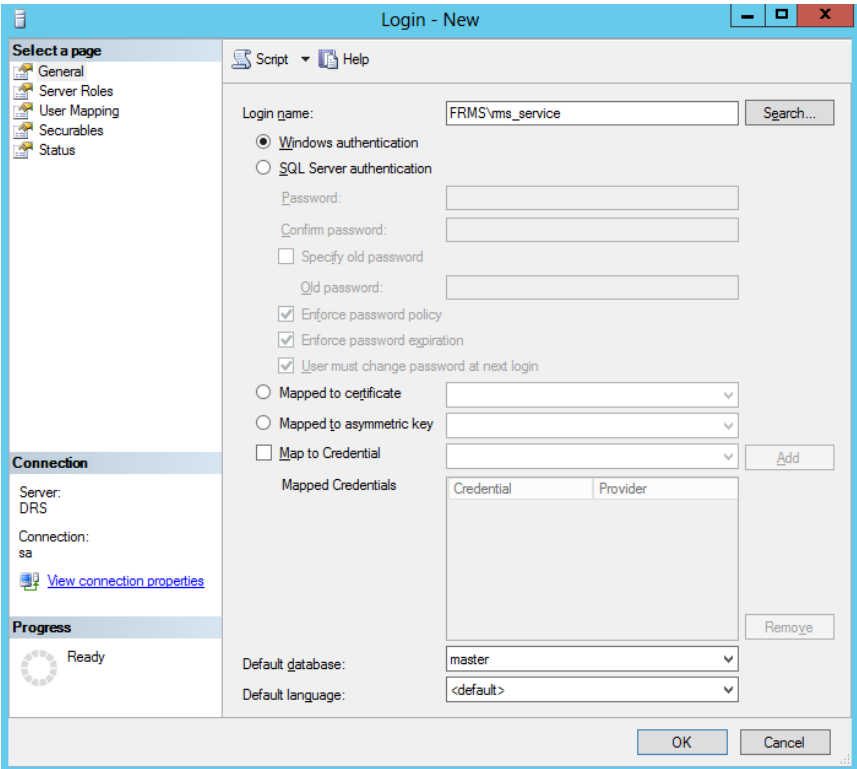 Login - New
Select a page
General
Server Roles
User Mapping
Securables
Status
Script Help
Login name: FRMS\rms_service Search...
Windows authentication
SQL Server authentication
Password:
Confirm password:
Specify old password
Old password:
Enforce password policy
Enforce password expiration
User must change password at next login
Mapped to certificate
Mapped to asymmetric key
Map to Credential Add
Mapped Credentials Credential Provider
Remove
Default database: master
Default language: <default>
Connection
Server:
DRS
Connection:
sa
View connection properties
Progress
Ready
OK Cancel